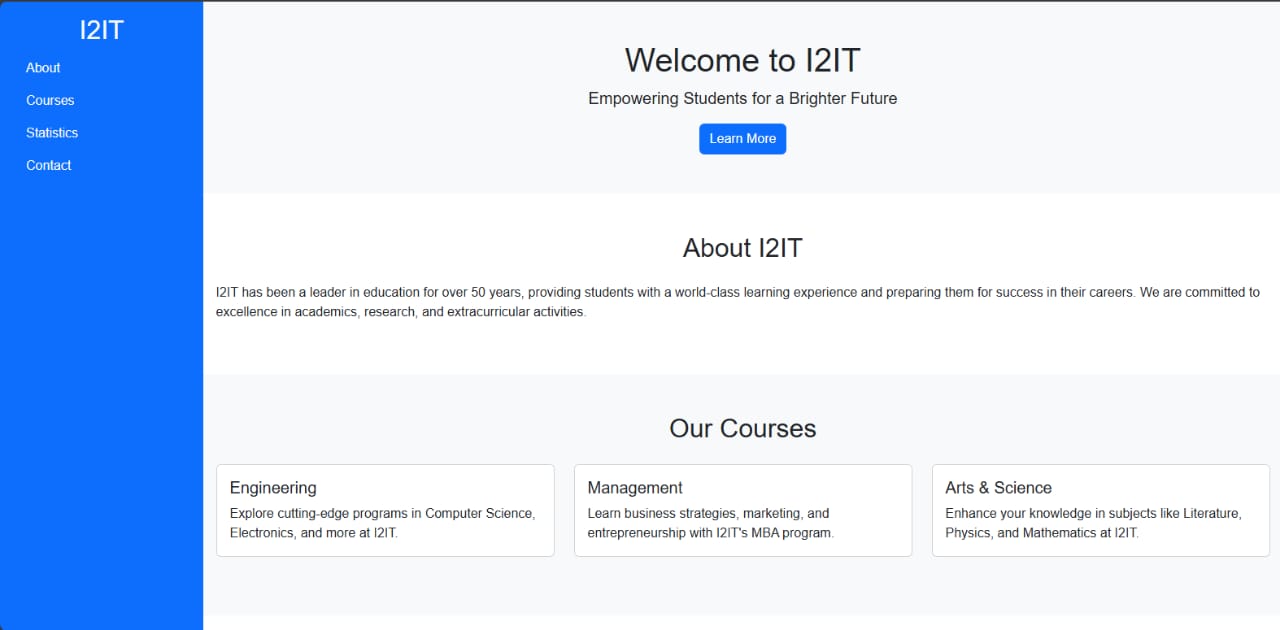 I2IT
About
Courses
Statistics
Contact
Welcome to I2IT
Empowering Students for a Brighter Future
Learn More
About I2IT
I2IT has been a leader in education for over 50 years, providing students with a world-class learning experience and preparing them for success in their careers. We are committed to
excellence in academics, research, and extracurricular activities.
Our Courses
Engineering
Explore cutting-edge programs in Computer Science,
Electronics, and more at I2IT.
Management
Learn business strategies, marketing, and
entrepreneurship with I2IT's MBA program.
Arts & Science
Enhance your knowledge in subjects like Literature,
Physics, and Mathematics at I2IT.